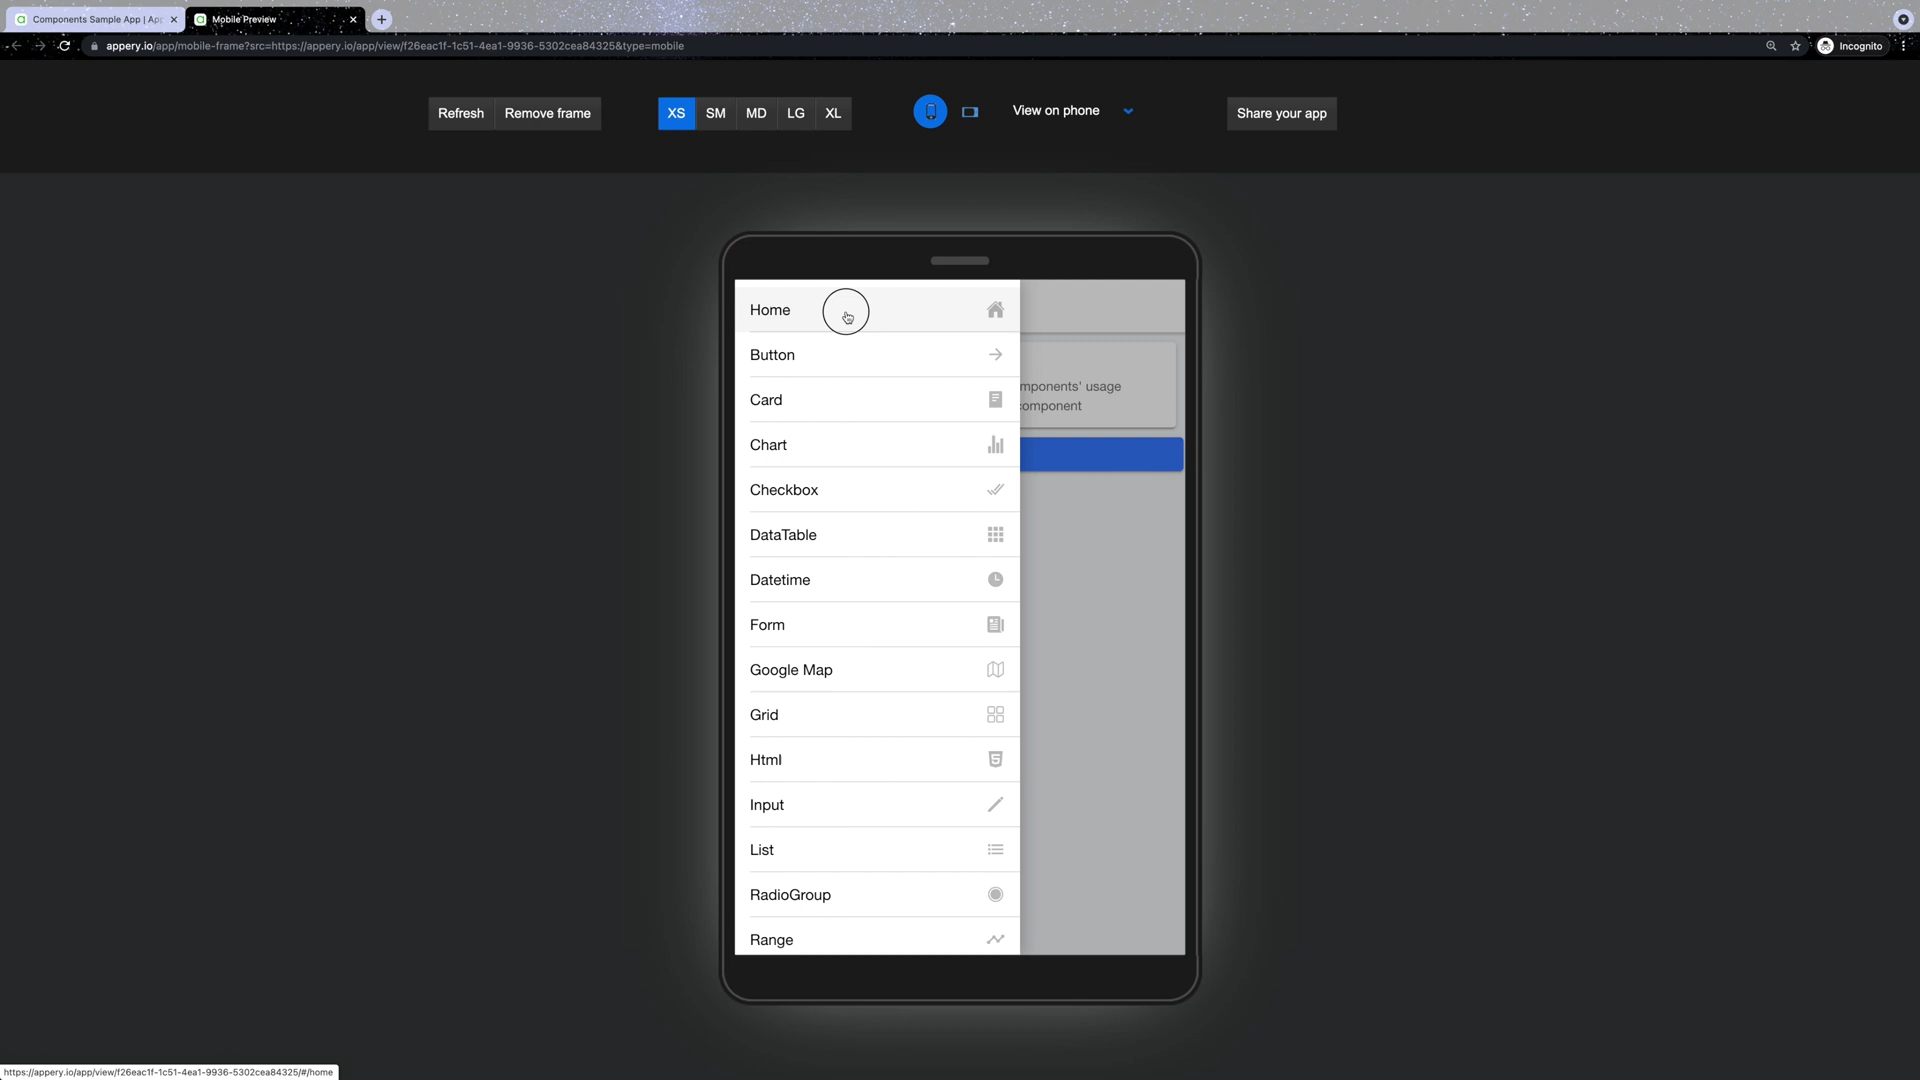 Components Sample App | App
Mobile Preview
appery.io/app/mobile-frame?src=https://appery.io/app/view/f26eac1f-1c51-4ea1-9936-5302cea84325&type=mobile
Incognito
Refresh
Remove frame
XS
SM
MD
LG
XL
View on phone
Share your app
Home
Button
Card
Chart
Checkbox
DataTable
Datetime
Form
Google Map
Grid
Html
Input
List
RadioGroup
Range
mponents' usage
component
https://appery.io/app/view/f26eac1f-1c51-4ea1-9936-5302cea84325/#/home